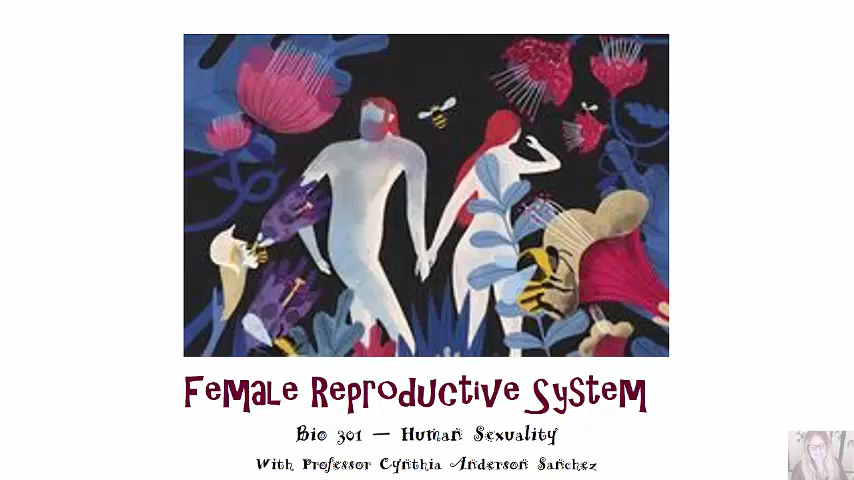 Female Reproductive System
Bio 301 — Human Sexuality
With Professor Cynthia Anderson Sanchez